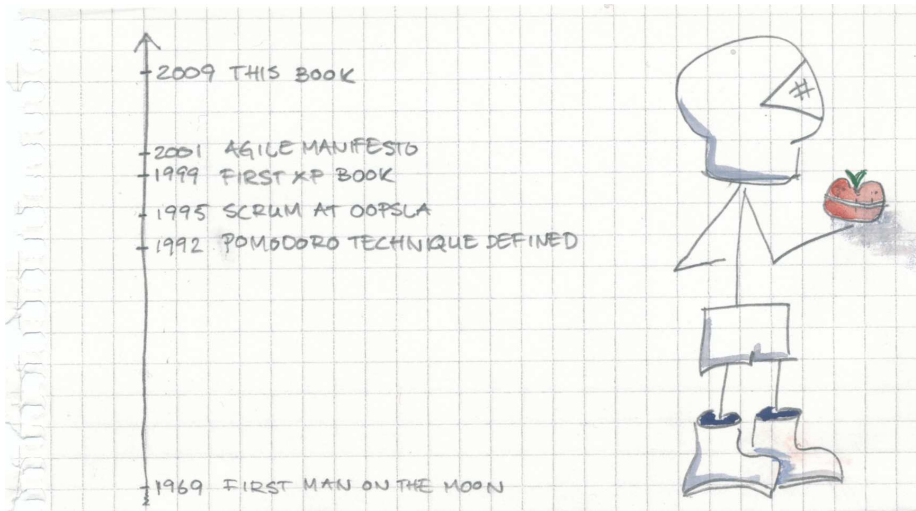 2009 THIS BOOK
#
2001 AGILE MANIFESTO
1999 FIRST XP BOOK
1995 SCRUM AT OOPSLA
1992 POMODORO TECHNIQUE DEFINED
1969 FIRST MAN ON THE MOON